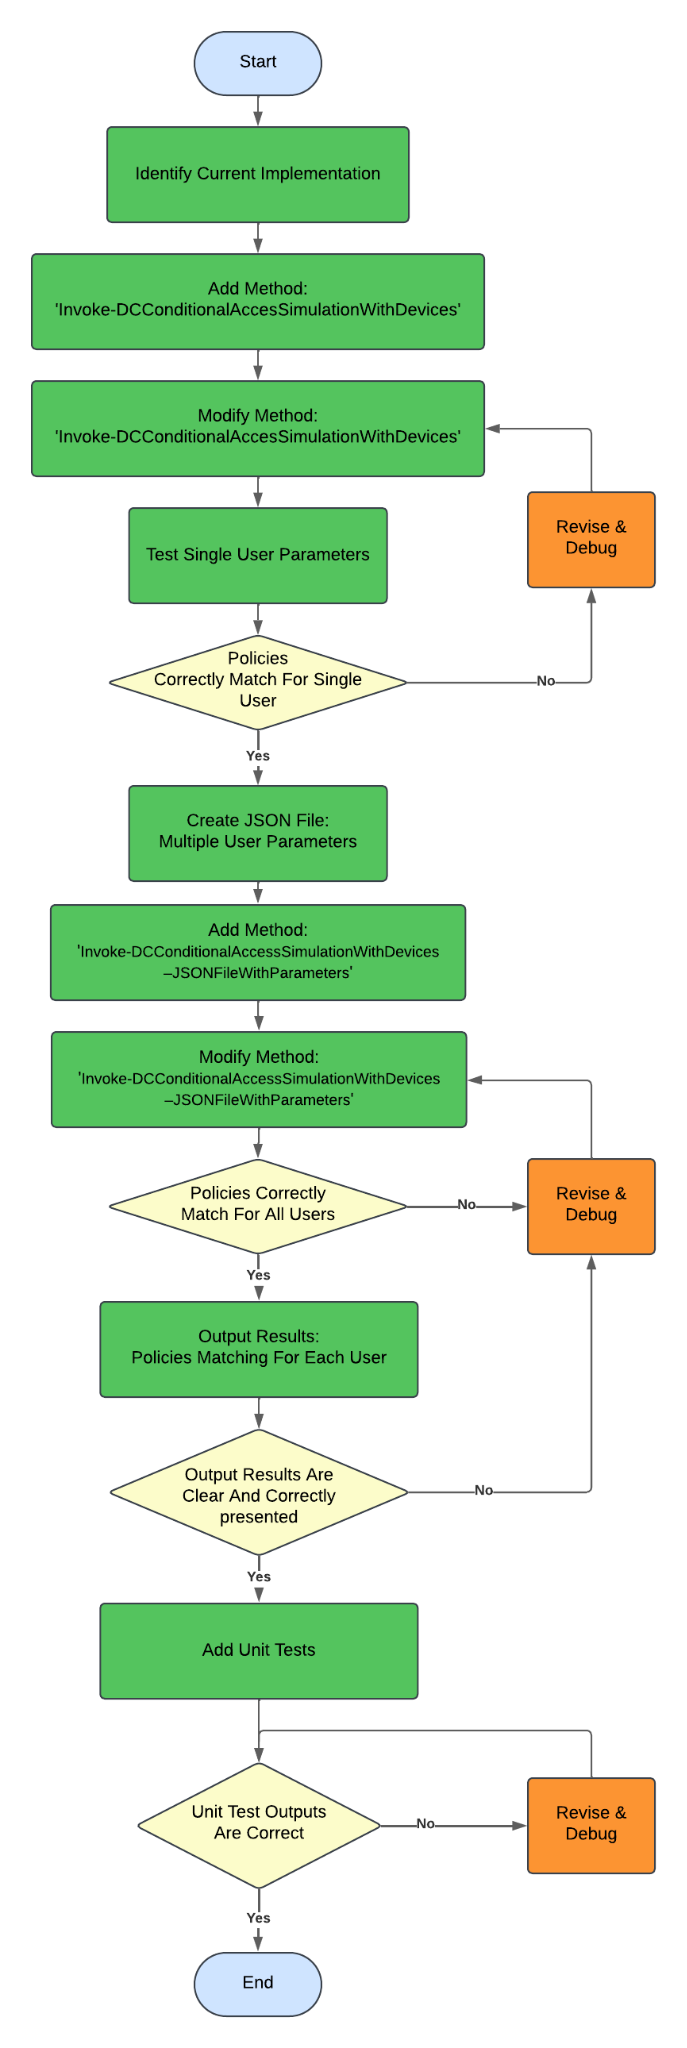 Start
Identify Current Implementation
Add Method:
'Invoke-DCConditionalAccesSimulationWithDevices'
Modify Method:
'Invoke-DCConditionalAccesSimulationWithDevices'
Revise &
Debug
Test Single User Parameters
Policies
Correctly Match For Single
User
No
Yes
Create JSON File:
Multiple User Parameters
Add Method:
'Invoke-DCConditionalAccessSimulationWithDevices
–JSONFileWithParameters'
Modify Method:
'Invoke-DCConditionalAccessSimulationWithDevices
–JSONFileWithParameters'
Policies Correctly
Match For All Users
No
Revise &
Debug
Yes
Output Results:
Policies Matching For Each User
Output Results Are
Clear And Correctly
presented
No
Yes
Add Unit Tests
Unit Test Outputs
Are Correct
No
Revise &
Debug
Yes
End